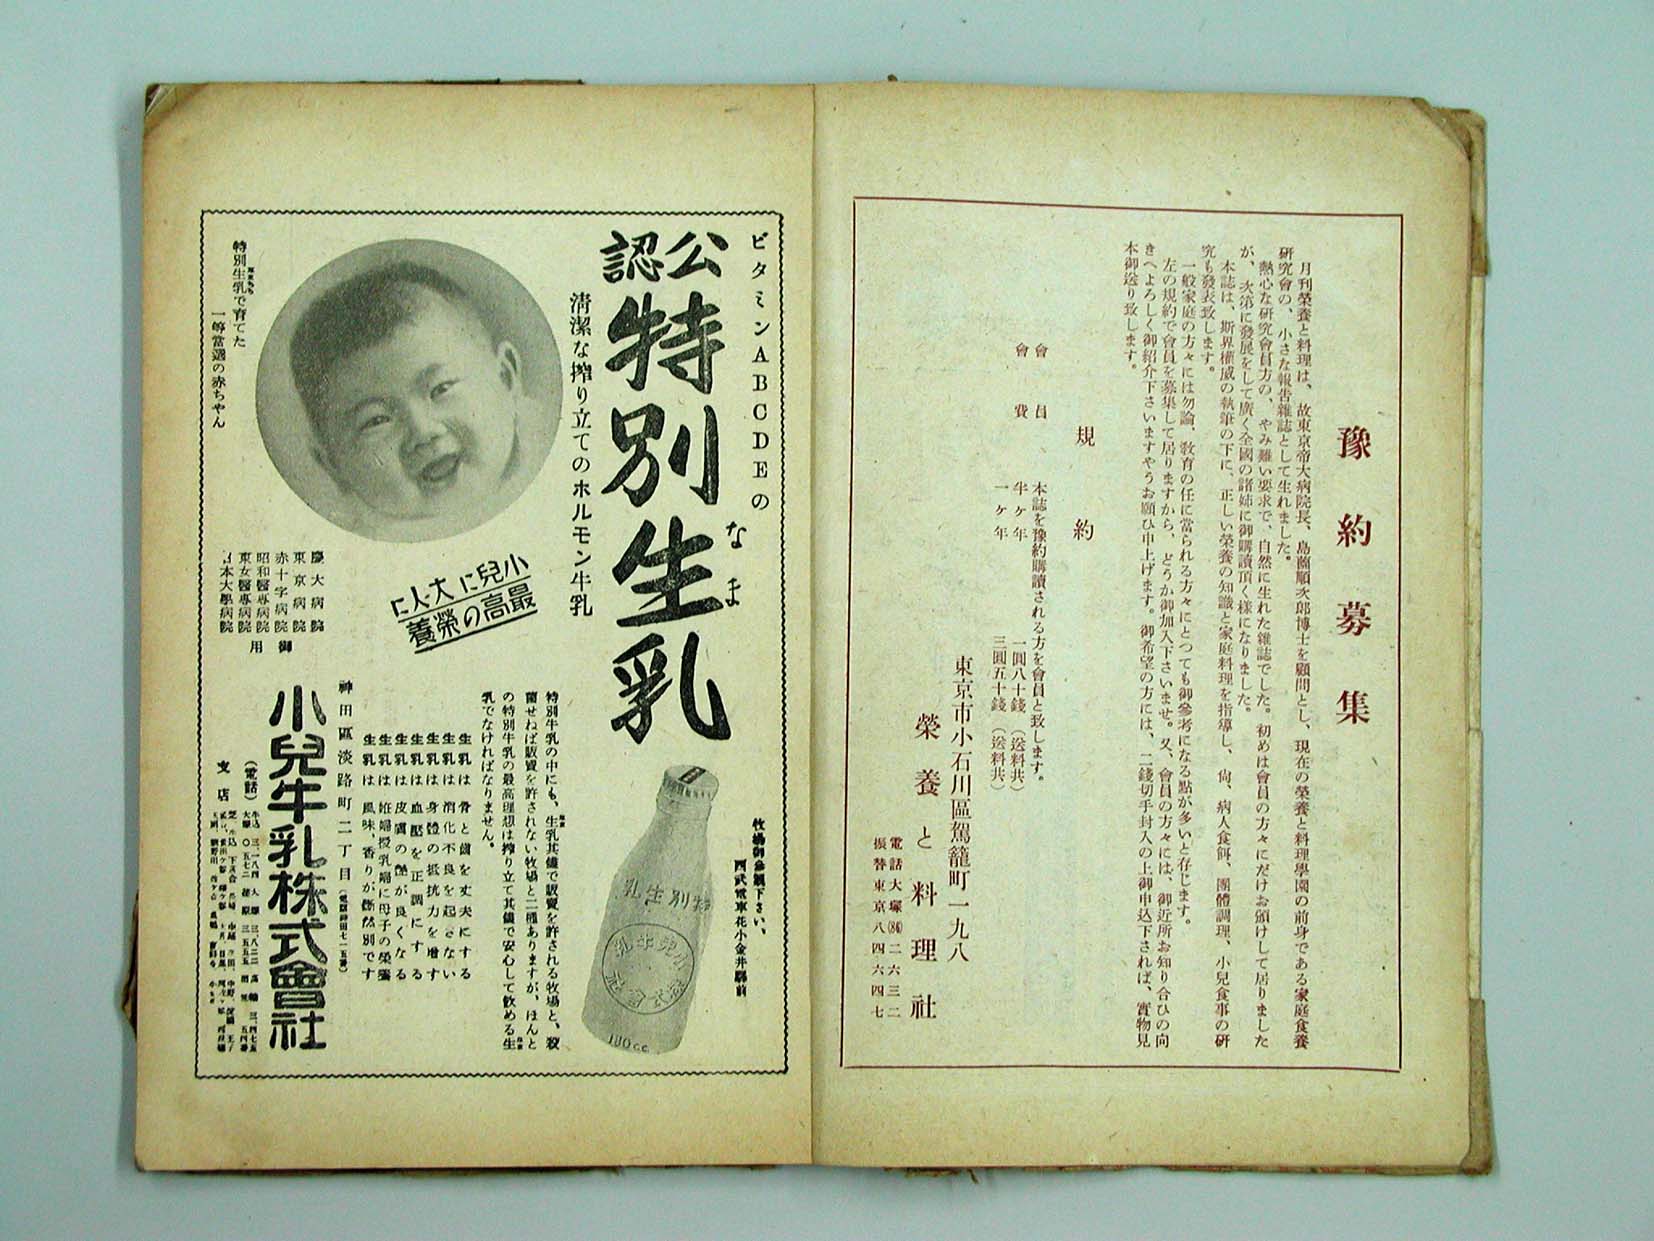 豫約募集
月刊榮養と料理は、故東京帝大病院長、島薗順次郎博士を顧問とし、現在の榮養と料理學園の前身である家庭食養
研究會の、小さな報告雜誌として生れました。
熱心な研究會員方の、やみ難い要求で、自然に生れた雜誌でした。初めは會員の方々にだけお頒けして居りました
が、次第に發展をして廣く全國の諸姉に御購讀頂く樣になりました。
本誌は、斯界權威の執筆の下に、正しい榮養の知識と家庭料理を指導し、尙、病人食餌、團體調理、小兒食事の硏
究も發表致します。
一般家庭の方々には勿論、敎育の任に當られる方々にとつても御參考になる點が多いと存じます。
左の規約で會員を募集して居りますから、どうか御加入下さいませ。又、會員の方々には、御近所お知り合ひの向
きへよろしく御紹介下さいますやうお願ひ申上げます。御希望の方には、二錢切手封入の上御申込下されば、實物見
本御送り致します。
規約
會員 本誌を豫約購讀される方を會員と致します。
會費 半ケ年 一圓八十錢(送料共)
一ケ年 三圓五十錢(送料共)
東京市小石川區駕籠町一九八
榮養と料理社
電話大塚(86)二六三二
振替東京八四六四七
ビタミンABCDEの
公認
特別生乳
なま
清潔な搾り立てのホルモン牛乳
小兒に大人に
最高の榮養
特別生乳で育てた
一等當選の赤ちやん
慶大病院
東京病院
赤十字病院
昭和醫專病院
東女醫專病院
日本大學病院
御用
牧場御參觀下さい、
西武電車花小金井驛前
特別生乳
小兒牛乳
株式會社
180cc
特別牛乳の中にも、生乳其儘で販賣を許される牧場と、殺
菌せねば販賣を許されない牧場と二種ありますが、ほんと
の特別牛乳の最高理想は搾り立て其儘で安心して飮める生
乳でなければなりません。
生乳は 骨と齒を丈夫にする
生乳は 消化不良を起さない
生乳は 身體の抵抗力を增す
生乳は 血壓を正調にする
生乳は 皮膚の艶が良くなる
生乳は 姙婦授乳婦に母子の榮養
生乳は 風味、香りが斷然別です
神田區淡路町二丁目(電話神田七一五番)
小兒牛乳株式會社
(電話)
支店